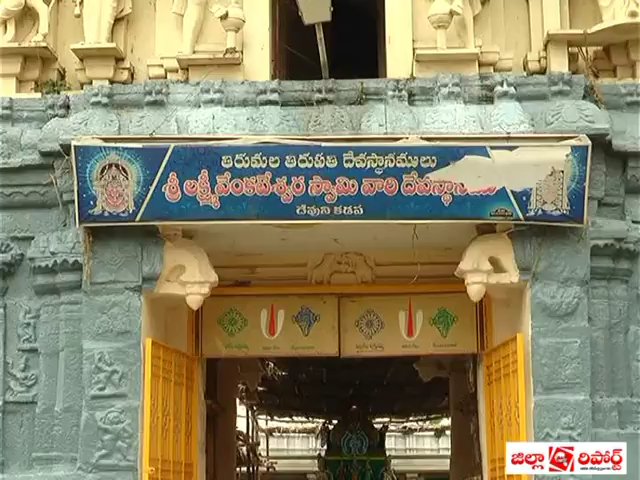 తిరుమల తిరుపతి దేవస్థానములు
శ్రీ లక్ష్మీవేంకటేశ్వర స్వామి వారి దేవస్థానము
దేవుని కడప
జిల్లా రిపోర్ట్